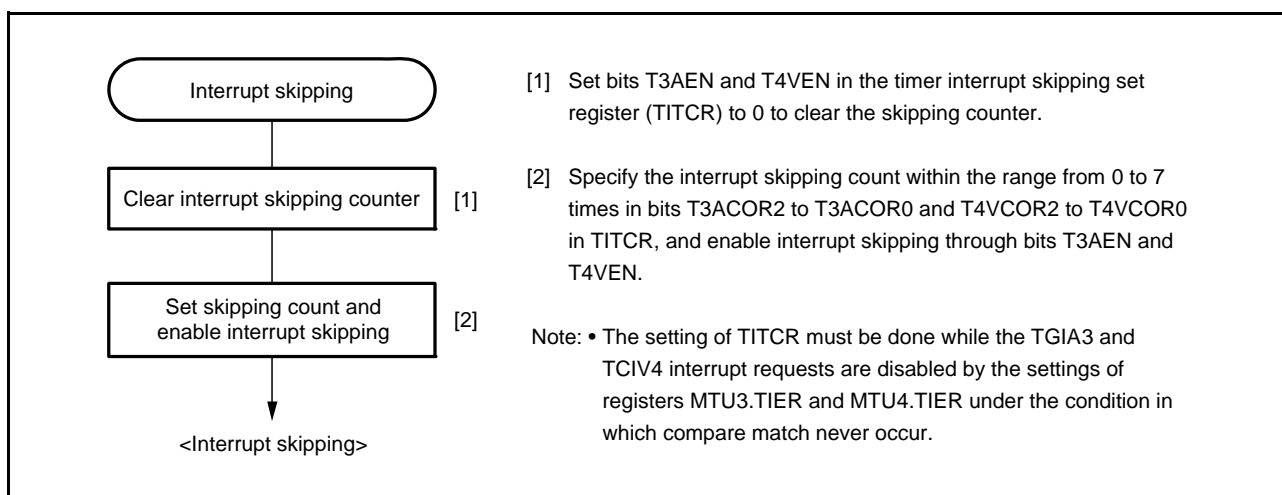 Interrupt skipping
Clear interrupt skipping counter
[1]
Set skipping count and
enable interrupt skipping
[2]
<Interrupt skipping>
[1] Set bits T3AEN and T4VEN in the timer interrupt skipping set
register (TITCR) to 0 to clear the skipping counter.
[2] Specify the interrupt skipping count within the range from 0 to 7
times in bits T3ACOR2 to T3ACOR0 and T4VCOR2 to T4VCOR0
in TITCR, and enable interrupt skipping through bits T3AEN and
T4VEN.
Note: • The setting of TITCR must be done while the TGIA3 and
TCIV4 interrupt requests are disabled by the settings of
registers MTU3.TIER and MTU4.TIER under the condition in
which compare match never occur.